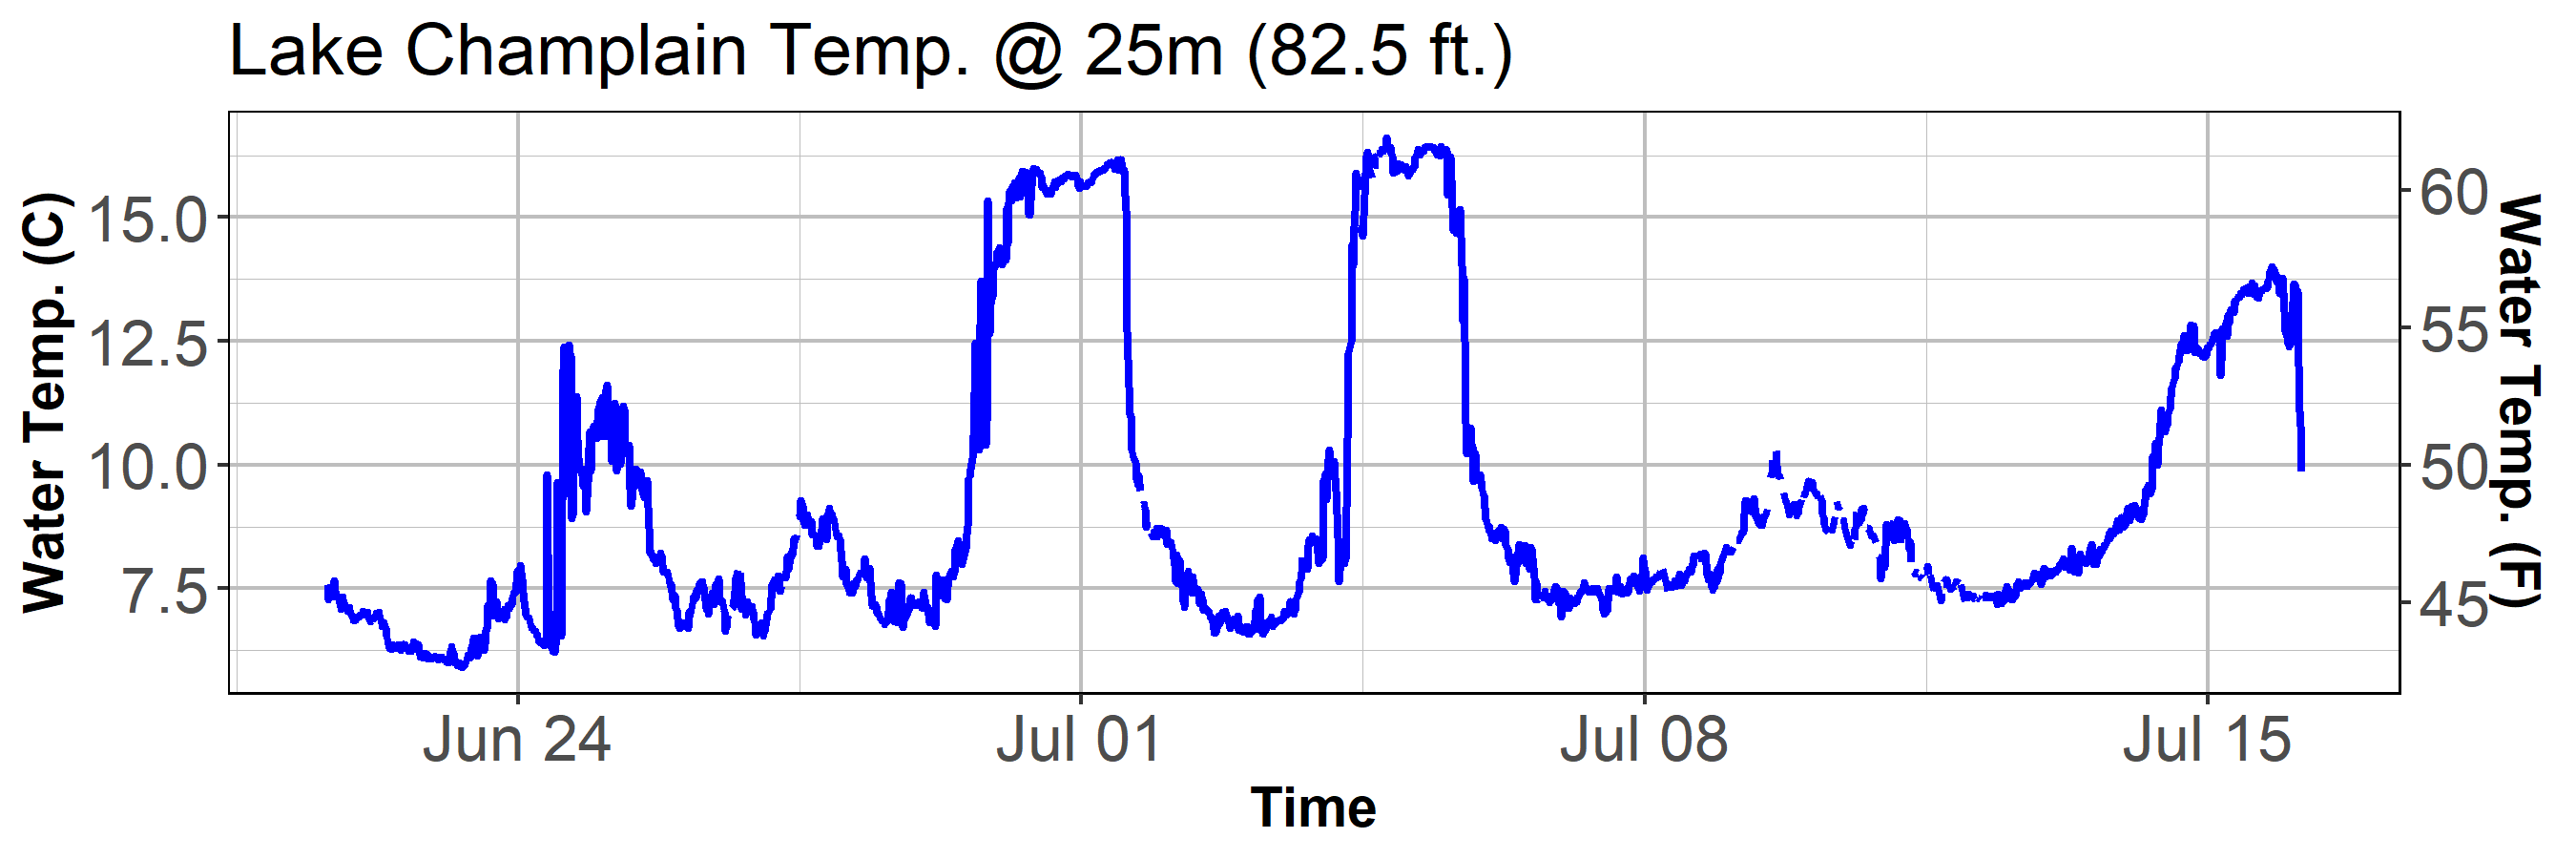 Lake Champlain Temp. @ 25m (82.5 ft.)
Water Temp. (C)
15.0
12.5
10.0
7.5
60
55
50
45
Water Temp. (F)
Jun 24
Jul 01
Jul 08
Jul 15
Time